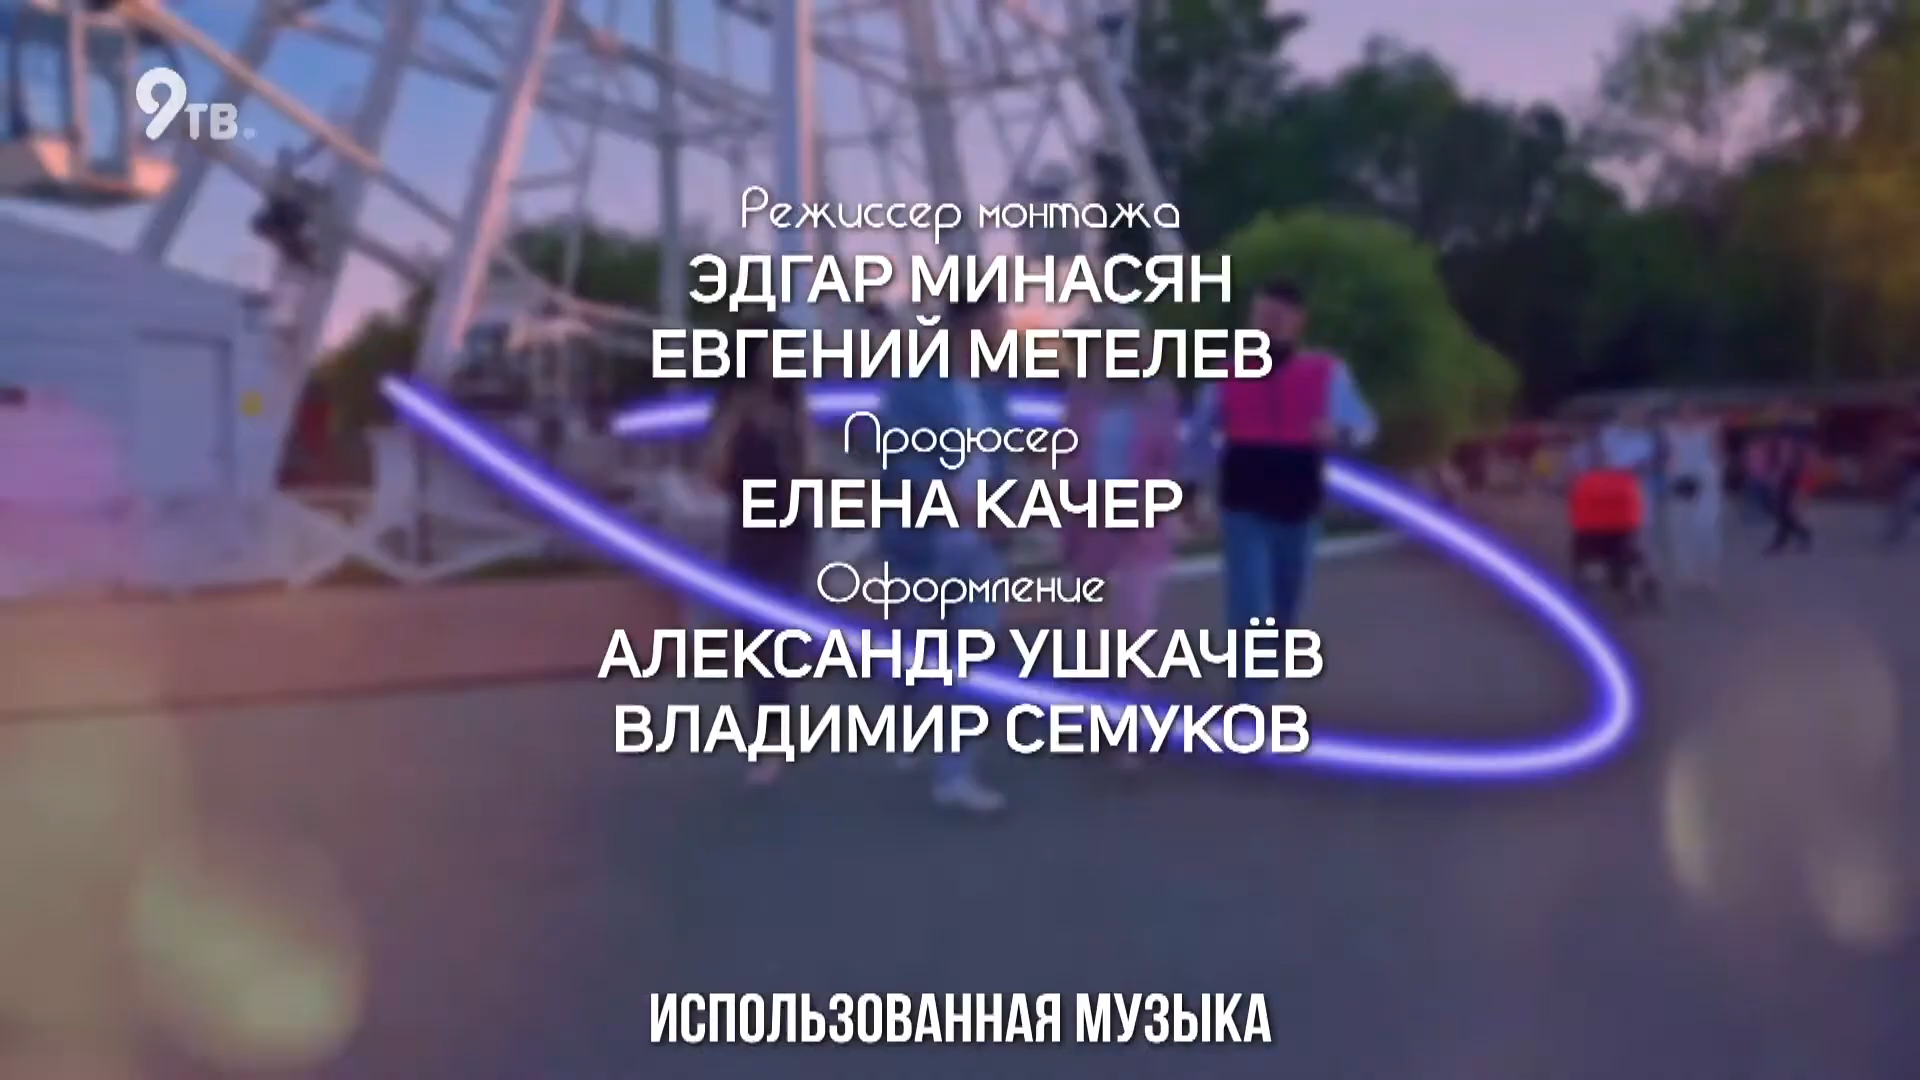 9ТВ.
Режиссер монтажа
ЭДГАР МИНАСЯН
ЕВГЕНИЙ МЕТЕЛЕВ
Продюсер
ЕЛЕНА КАЧЕР
Оформление
АЛЕКСАНДР УШКАЧЁВ
ВЛАДИМИР СЕМУКОВ
ИСПОЛЬЗОВАННАЯ МУЗЫКА